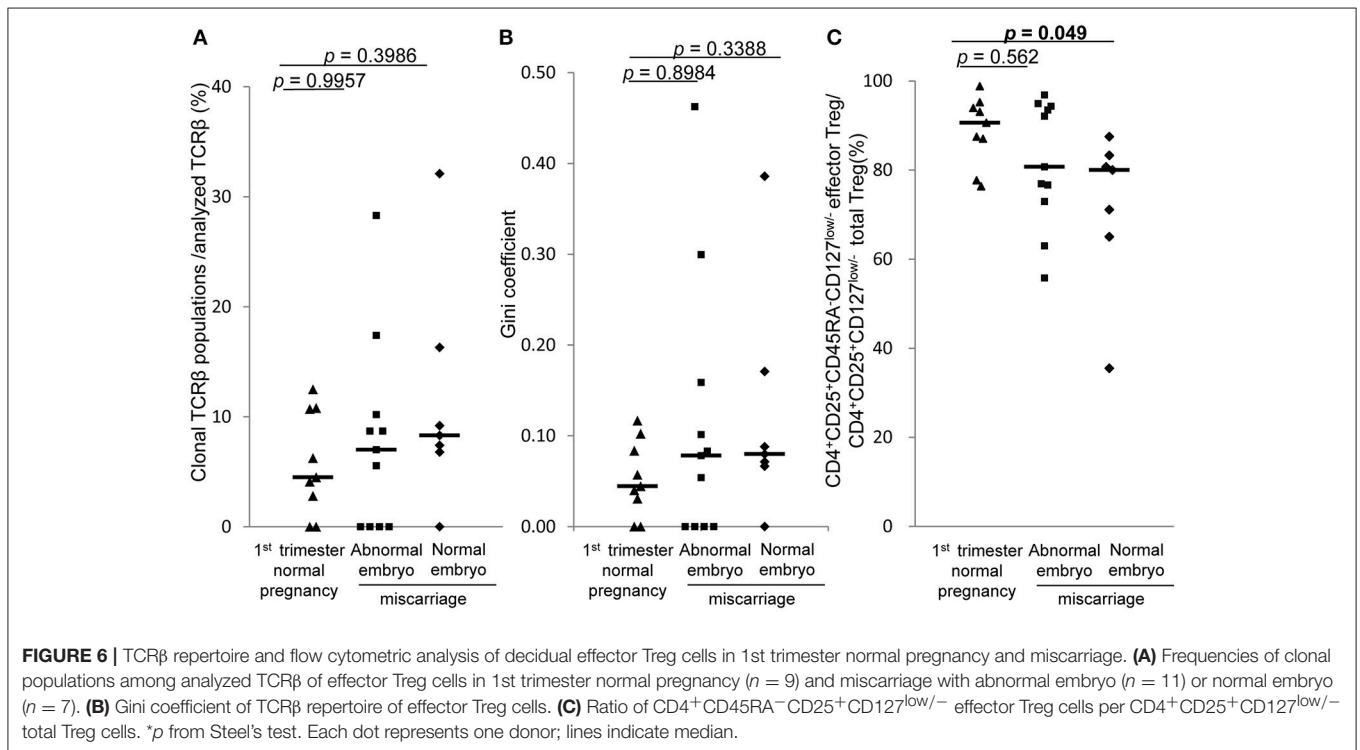 A
p = 0.3986
p = 0.9957
Clonal TCRβ populations /analyzed TCRβ (%)
40
30
20
10
0
1st trimester normal pregnancy
Abnormal embryo
Normal embryo
miscarriage
B
p = 0.3388
p = 0.8984
Gini coefficient
0.50
0.40
0.30
0.20
0.10
0.00
1st trimester normal pregnancy
Abnormal embryo
Normal embryo
miscarriage
C
p = 0.049
p = 0.562
CD4+CD25+CD45RA-CD127low/- effector Treg/
CD4+CD25+CD127low/- total Treg(%)
100
80
60
40
20
0
1st trimester normal pregnancy
Abnormal embryo
Normal embryo
miscarriage
FIGURE 6 | TCRβ repertoire and flow cytometric analysis of decidual effector Treg cells in 1st trimester normal pregnancy and miscarriage. (A) Frequencies of clonal
populations among analyzed TCRβ of effector Treg cells in 1st trimester normal pregnancy (n = 9) and miscarriage with abnormal embryo (n = 11) or normal embryo
(n = 7). (B) Gini coefficient of TCRβ repertoire of effector Treg cells. (C) Ratio of CD4+CD45RA−CD25+CD127low/− effector Treg cells per CD4+CD25+CD127low/−
total Treg cells. *p from Steel's test. Each dot represents one donor; lines indicate median.